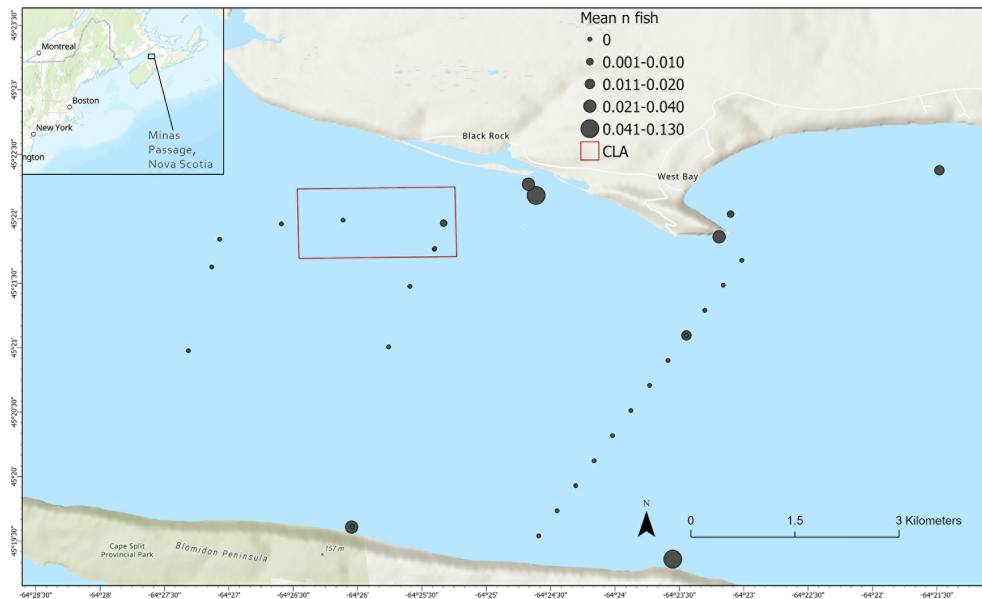 Mean n fish
0
0.001-0.010
0.011-0.020
0.021-0.040
0.041-0.130
CLA
Montreal
Boston
New York
ington
Minas
Passage,
Nova Scotia
Black Rock
West Bay
Cape Split
Provincial Park
Blomidon Peninsula
157 m
N
0 1.5 3 Kilometers
45°23'30"
45°23'
45°22'30"
45°22'
45°21'30"
45°21'
45°20'30"
45°20'
45°19'30"
-64°28'30" -64°28' -64°27'30" -64°27' -64°26'30" -64°26' -64°25'30" -64°25' -64°24'30" -64°24' -64°23'30" -64°23' -64°22'30" -64°22' -64°21'30"